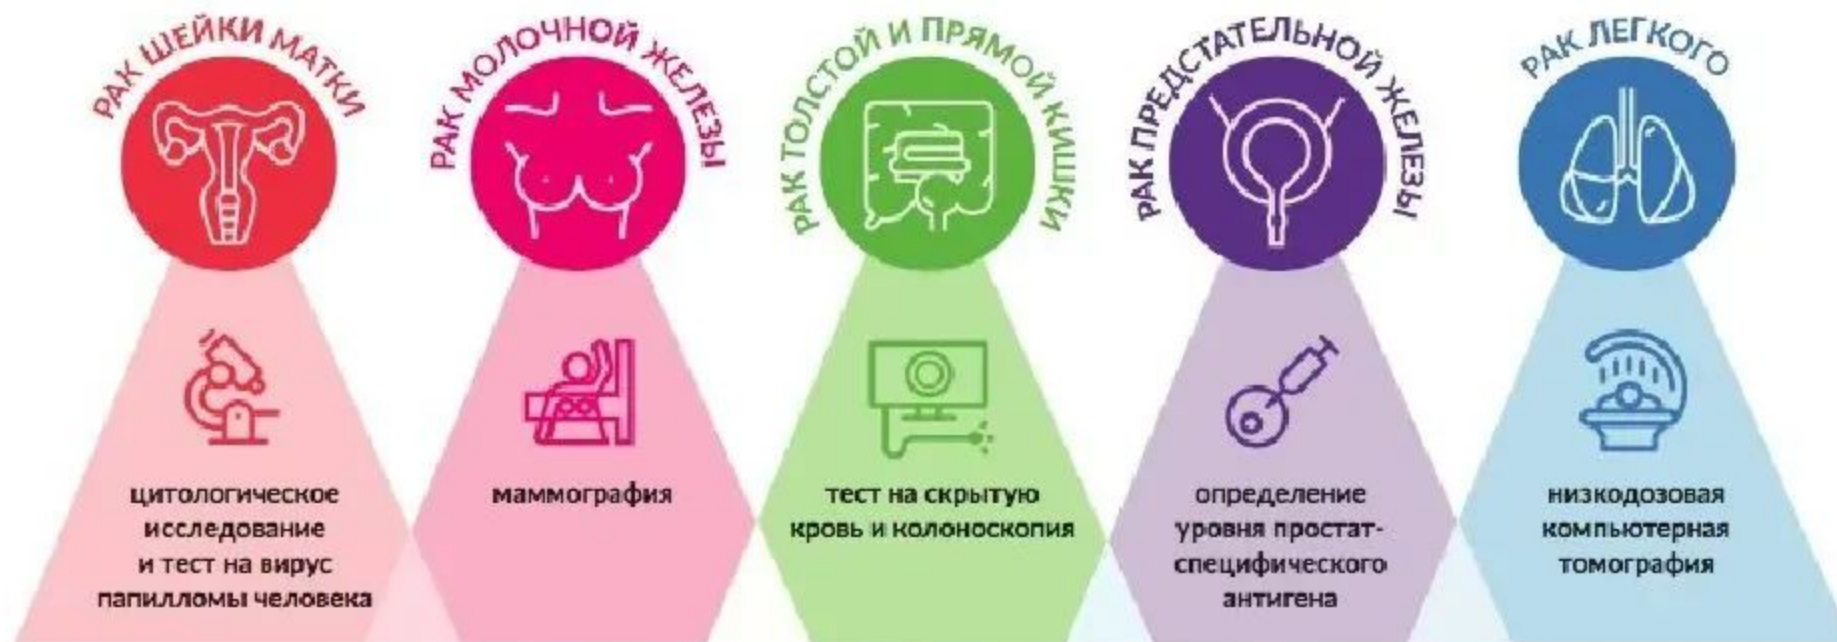 РАК ШЕЙКИ МАТКИ
РАК МОЛОЧНОЙ ЖЕЛЕЗЫ
РАК ТОЛСТОЙ И ПРЯМОЙ КИШКИ
РАК ПРЕДСТАТЕЛЬНОЙ ЖЕЛЕЗЫ
РАК ЛЕГКОГО
цитологическое
исследование
и тест на вирус
папилломы человека
маммография
тест на скрытую
кровь и колоноскопия
определение
уровня простат-
специфического
антигена
низкодозовая
компьютерная
томография